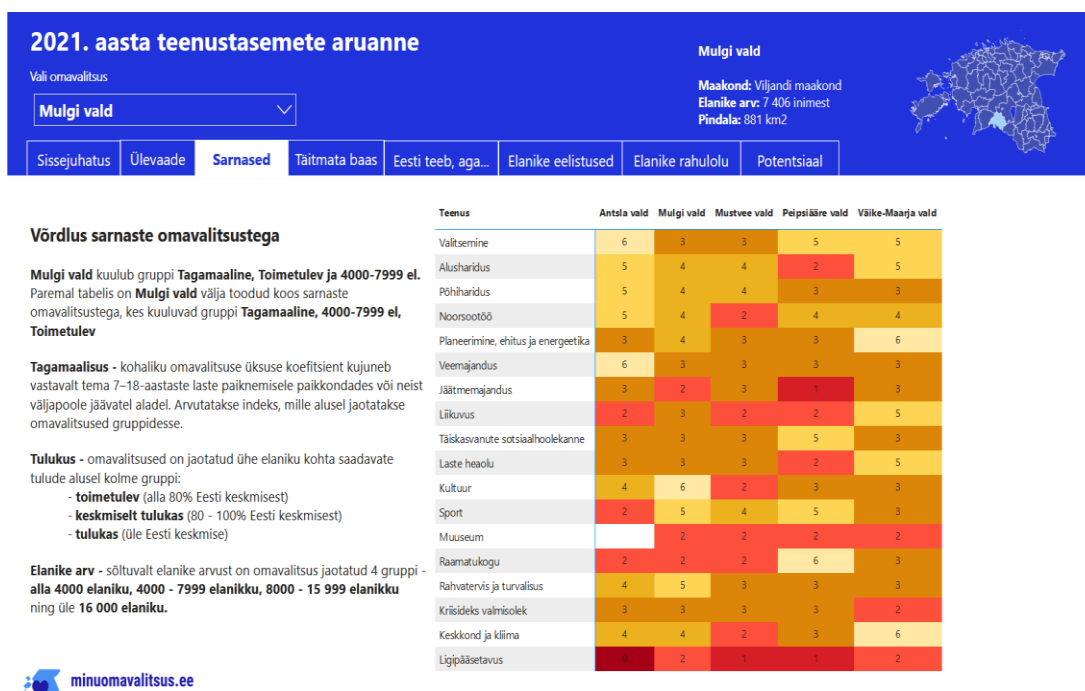 2021. aasta teenustasemete aruanne
Vali omavalitsus
Mulgi vald
Mulgi vald
Maakond: Viljandi maakond
Elanike arv: 7 406 inimest
Pindala: 881 km2
Sissejuhatus Ülevaade Sarnased Täitmata baas Eesti teeb, aga... Elanike eelistused Elanike rahulolu Potentsiaal
Võrdlus sarnaste omavalitsustega
Mulgi vald kuulub gruppi Tagamaaline, Toimetulev ja 4000-7999 el.
Paremal tabelis on Mulgi vald välja toodud koos sarnaste
omavalitsustega, kes kuuluvad gruppi Tagamaaline, 4000-7999 el,
Toimetulev
Tagamaalisus - kohaliku omavalitsuse üksuse koefitsient kujuneb
vastavalt tema 7–18-aastaste laste paiknemisele paikkondades või neist
väljapoole jäävatel aladel. Arvutatakse indeks, mille alusel jaotatakse
omavalitsused gruppidesse.
Tulukus - omavalitsused on jaotatud ühe elaniku kohta saadavate
tulude alusel kolme gruppi:
- toimetulev (alla 80% Eesti keskmisest)
- keskmiselt tulukas (80 - 100% Eesti keskmisest)
- tulukas (üle Eesti keskmise)
Elanike arv - sõltuvalt elanike arvust on omavalitsus jaotatud 4 gruppi -
alla 4000 elaniku, 4000 - 7999 elanikku, 8000 - 15 999 elanikku
ning üle 16 000 elaniku.
Teenus Antsla vald Mulgi vald Mustvee vald Peipsiääre vald Väike-Maarja vald
Valitsemine 6 3 3 5 5
Alusharidus 5 4 4 2 5
Põhiharidus 5 4 4 3 3
Noorsootöö 5 4 2 4 4
Planeerimine, ehitus ja energeetika 3 4 3 3 6
Veemajandus 6 3 3 3 3
Jäätmemajandus 3 2 3 1 3
Liikuvus 2 3 2 2 5
Täiskasvanute sotsiaalhoolekanne 3 3 3 5 3
Laste heaolu 3 3 3 2 5
Kultuur 4 6 2 3 3
Sport 2 5 4 5 3
Muuseum 2 2 2 2
Raamatukogu 2 2 2 6 3
Rahvatervis ja turvalisus 4 5 3 3 3
Kriisideks valmisolek 3 3 3 3 2
Keskkond ja kliima 4 4 2 3 6
Ligipääsetavus 0 2 1 1 2
minuomavalitsus.ee